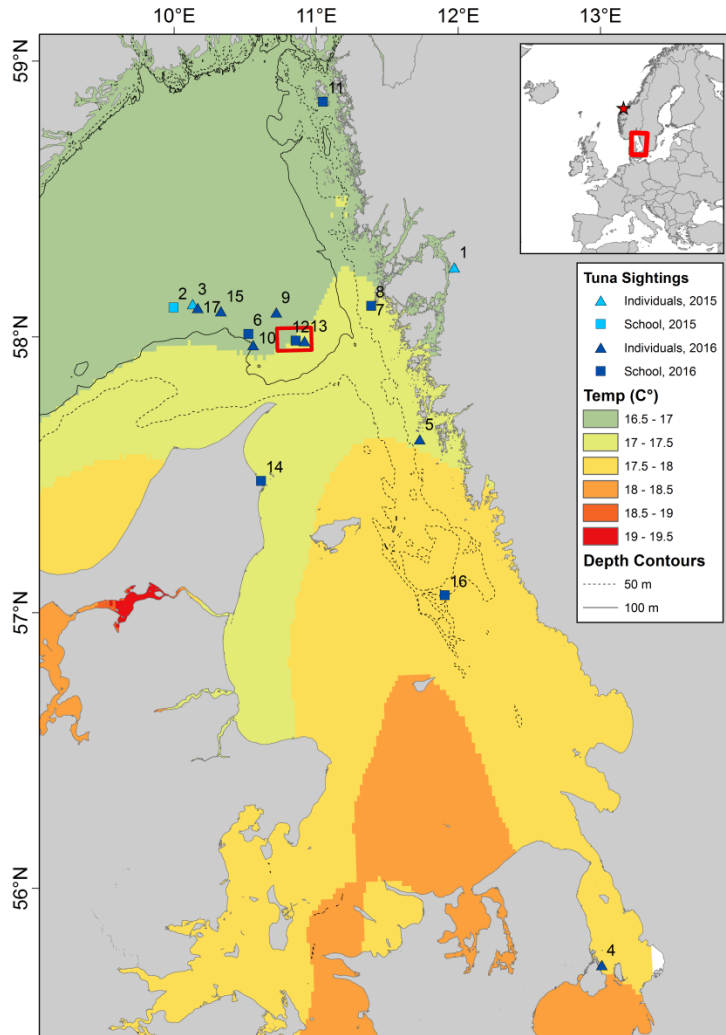 10°E 11°E 12°E 13°E
59°N
58°N
57°N
56°N
11
1
2 3
17 15
9
8
7
6
10
12 13
5
14
16
4
Tuna Sightings
Individuals, 2015
School, 2015
Individuals, 2016
School, 2016
Temp (C°)
16.5 - 17
17 - 17.5
17.5 - 18
18 - 18.5
18.5 - 19
19 - 19.5
Depth Contours
50 m
100 m